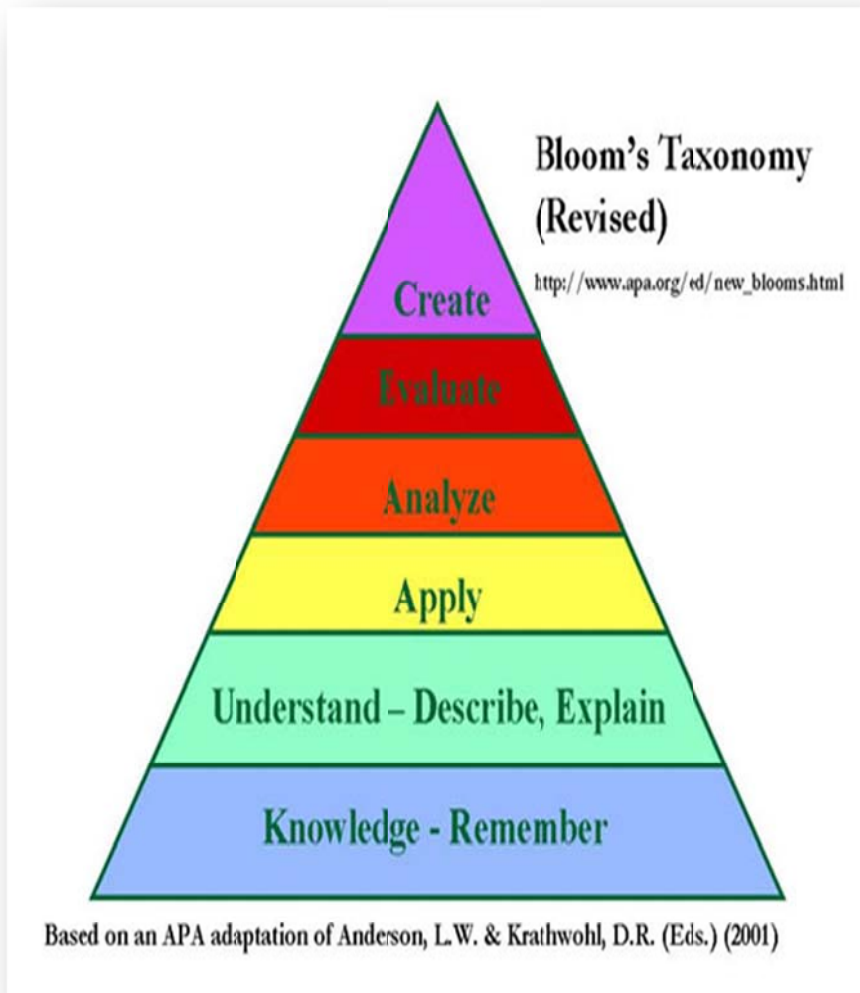 Bloom's Taxonomy
(Revised)
http://www.apa.org/ed/new_blooms.html
Create
Evaluate
Analyze
Apply
Understand – Describe, Explain
Knowledge - Remember
Based on an APA adaptation of Anderson, L.W. & Krathwohl, D.R. (Eds.) (2001)